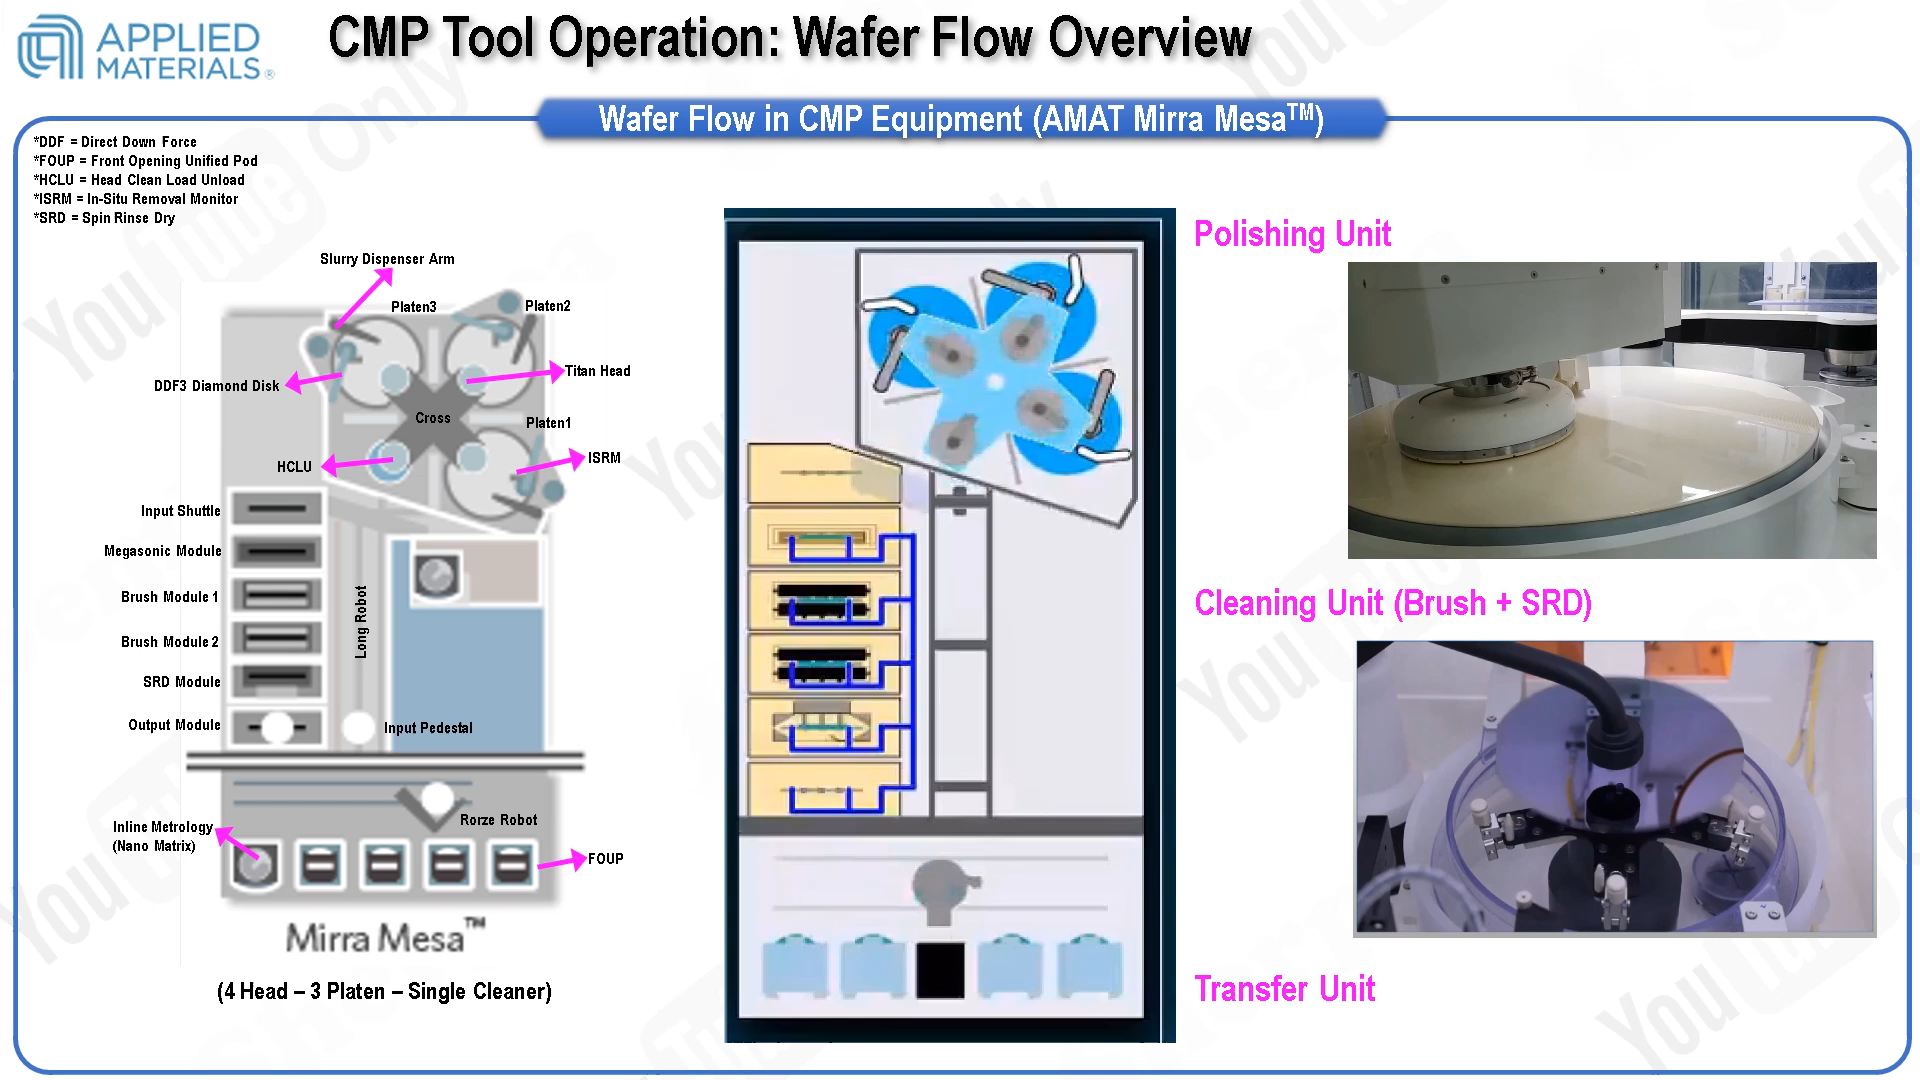 APPLIED
MATERIALS®
CMP Tool Operation: Wafer Flow Overview
Wafer Flow in CMP Equipment (AMAT Mirra Mesa™)
*DDF = Direct Down Force
*FOUP = Front Opening Unified Pod
*HCLU = Head Clean Load Unload
*ISRM = In-Situ Removal Monitor
*SRD = Spin Rinse Dry
Slurry Dispenser Arm
Platen3
Platen2
Titan Head
DDF3 Diamond Disk
Cross
Platen1
HCLU
ISRM
Input Shuttle
Megasonic Module
Brush Module 1
Brush Module 2
SRD Module
Output Module
Long Robot
Input Pedestal
Rorze Robot
Inline Metrology
(Nano Matrix)
FOUP
Mirra Mesa™
(4 Head – 3 Platen – Single Cleaner)
Polishing Unit
Cleaning Unit (Brush + SRD)
Transfer Unit
YouTube Only